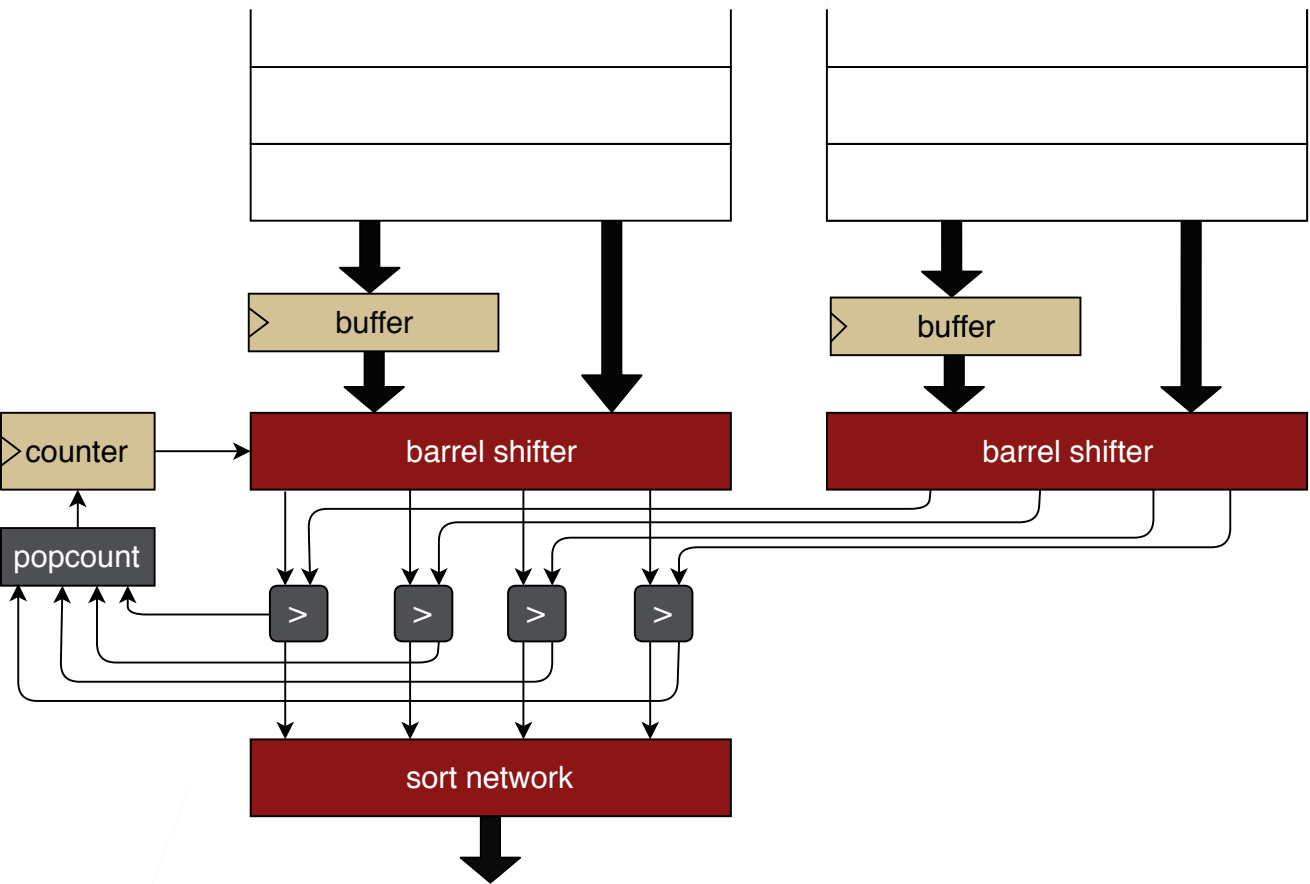 buffer
buffer
counter
barrel shifter
barrel shifter
popcount
>
>
>
>
sort network